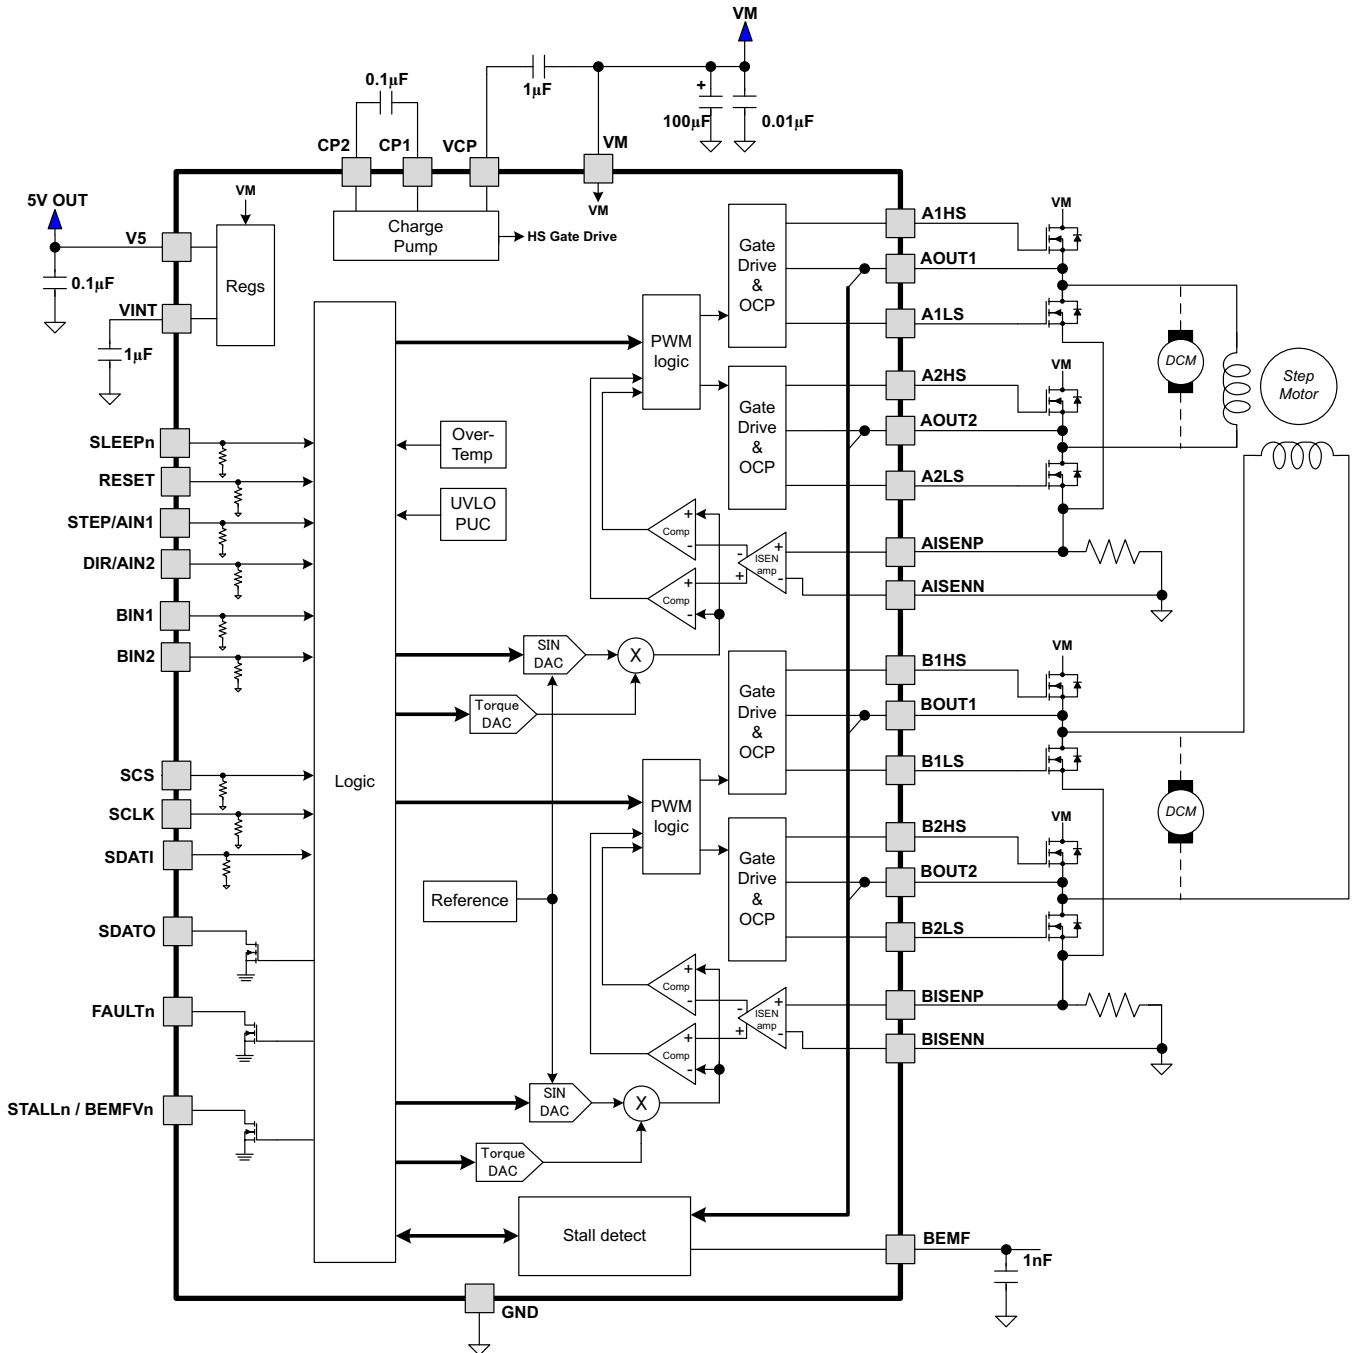 VM
0.1µF
1µF
+
100µF
0.01µF
CP2
CP1
VCP
VM
5V OUT
VM
VM
V5
Charge
Pump
HS Gate Drive
0.1µF
Regs
VINT
1µF
Gate
Drive
&
OCP
A1HS
VM
AOUT1
A1LS
PWM
logic
DCM
Step
Motor
Gate
Drive
&
OCP
A2HS
VM
AOUT2
A2LS
SLEEPn
RESET
STEP/AIN1
DIR/AIN2
BIN1
BIN2
Over-
Temp
UVLO
PUC
+
Comp
-
+
Comp
-
-
+
ISEN
amp
+
-
AISENP
AISENN
SIN
DAC
X
Torque
DAC
Gate
Drive
&
OCP
B1HS
VM
BOUT1
B1LS
SCS
SCLK
SDATI
Logic
PWM
logic
DCM
Gate
Drive
&
OCP
B2HS
VM
BOUT2
B2LS
Reference
SDATO
FAULTn
STALLn / BEMFVn
+
Comp
-
+
Comp
-
-
+
ISEN
amp
+
-
BISENP
BISENN
SIN
DAC
X
Torque
DAC
Stall detect
BEMF
1nF
GND